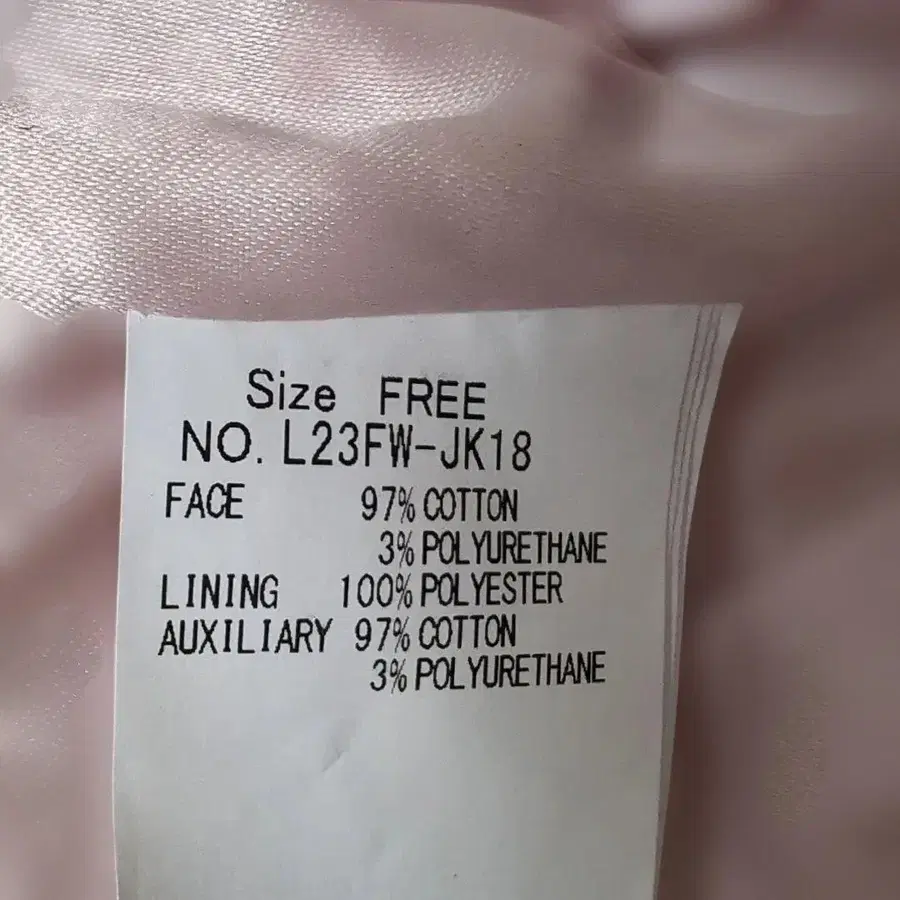 Size FREE
NO. L23FW-JK18
FACE 97% COTTON
3% POLYURETHANE
LINING 100% POLYESTER
AUXILIARY 97% COTTON
3% POLYURETHANE